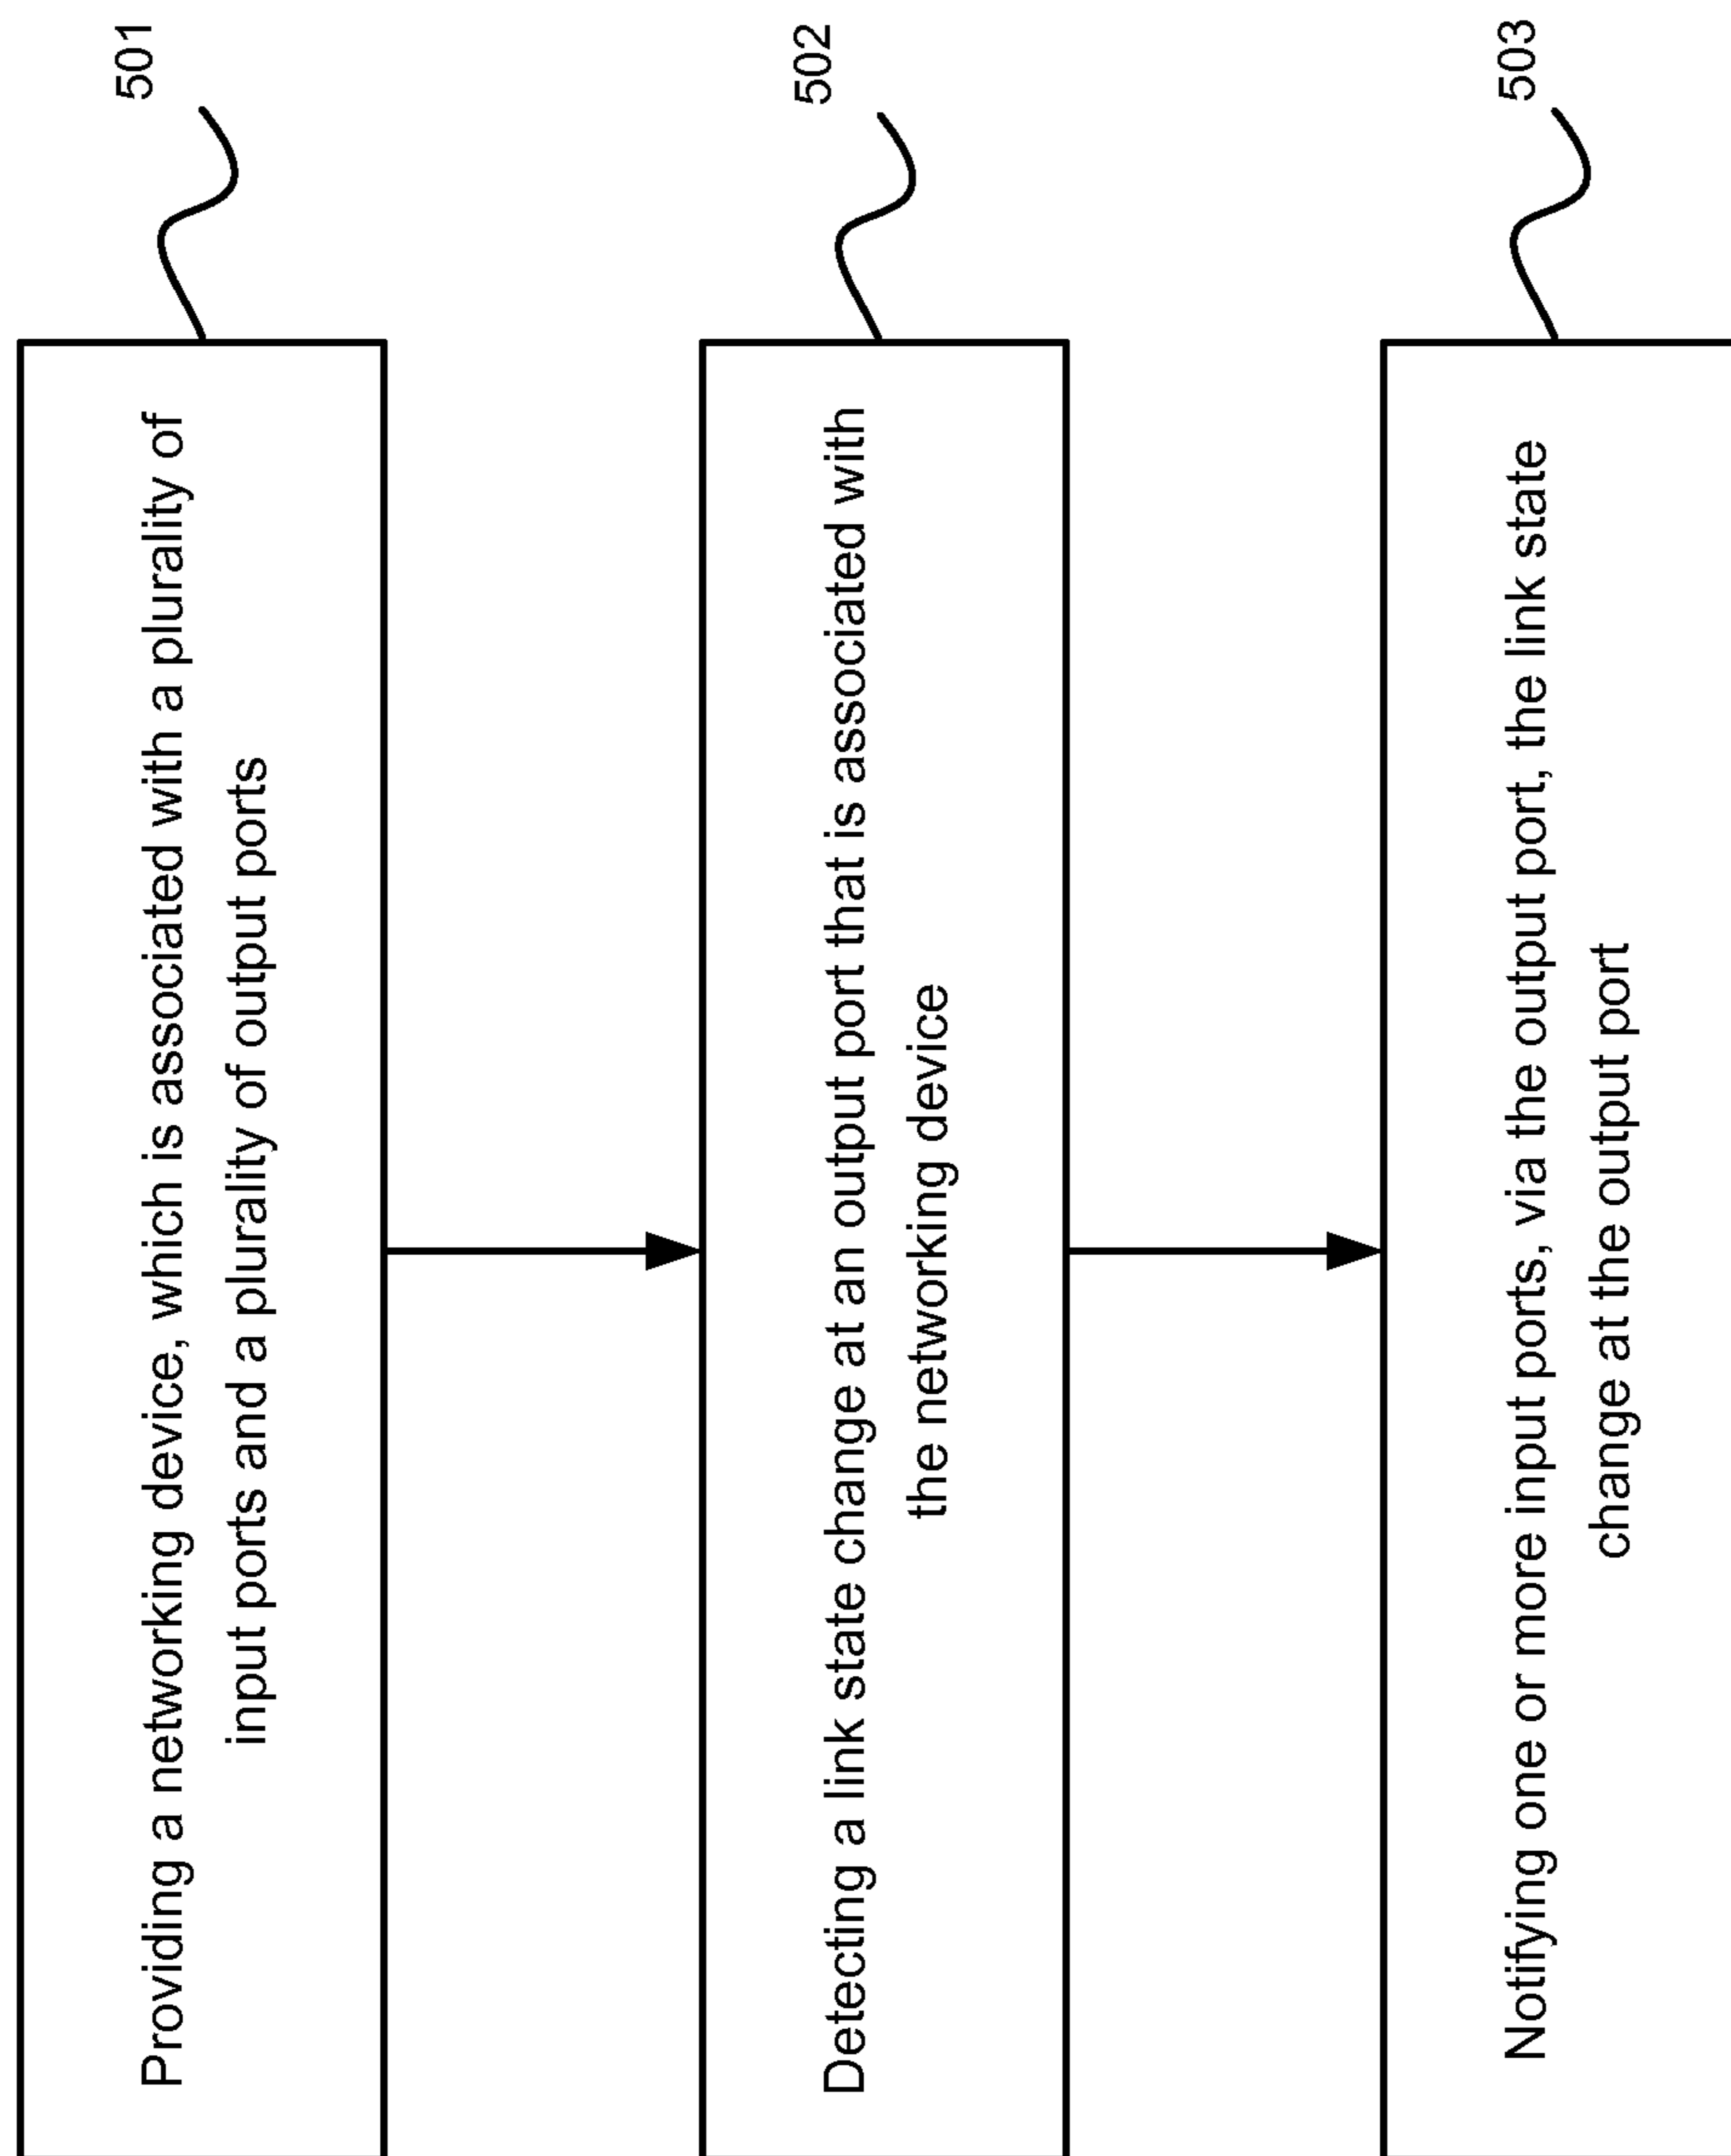 501
Providing a networking device, which is associated with a plurality of
input ports and a plurality of output ports
502
Detecting a link state change at an output port that is associated with
the networking device
503
Notifying one or more input ports, via the output port, the link state
change at the output port